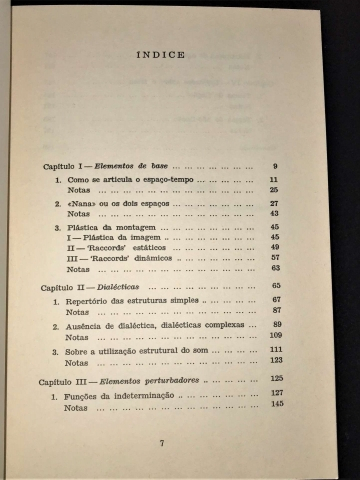 INDICE
Capítulo I — Elementos de base ... ... ... ... ... ... ... 9
1. Como se articula o espaço-tempo ... ... ... ... ... 11
Notas ... ... ... ... ... ... ... ... ... ... ... 25
2. «Nana» ou os dois espaços ... ... ... ... ... ... 27
Notas ... ... ... ... ... ... ... ... ... ... ... 43
3. Plástica da montagem ... ... ... ... ... ... ... 45
I — Plástica da imagem .. ... ... ... ... ... ... 45
II — 'Raccords' estáticos ... ... ... ... ... ... 49
III — 'Raccords' dinâmicos .. ... ... ... ... ... 57
Notas ... ... ... ... ... ... ... ... ... ... ... 63
Capítulo II — Dialécticas ... ... ... ... ... ... ... ... 65
1. Repertório das estruturas simples .. ... ... ... ... 67
Notas ... ... ... ... ... ... ... ... ... ... ... 87
2. Ausência de dialéctica, dialécticas complexas ... ... 89
Notas ... ... ... ... ... ... ... ... ... ... ... 109
3. Sobre a utilização estrutural do som ... ... ... ... 111
Notas ... ... ... ... ... ... ... ... ... ... ... 123
Capítulo III — Elementos perturbadores .. ... ... ... ... 125
1. Funções da indeterminação .. ... ... ... ... ... 127
Notas ... ... ... ... ... ... ... ... ... ... ... 145
7